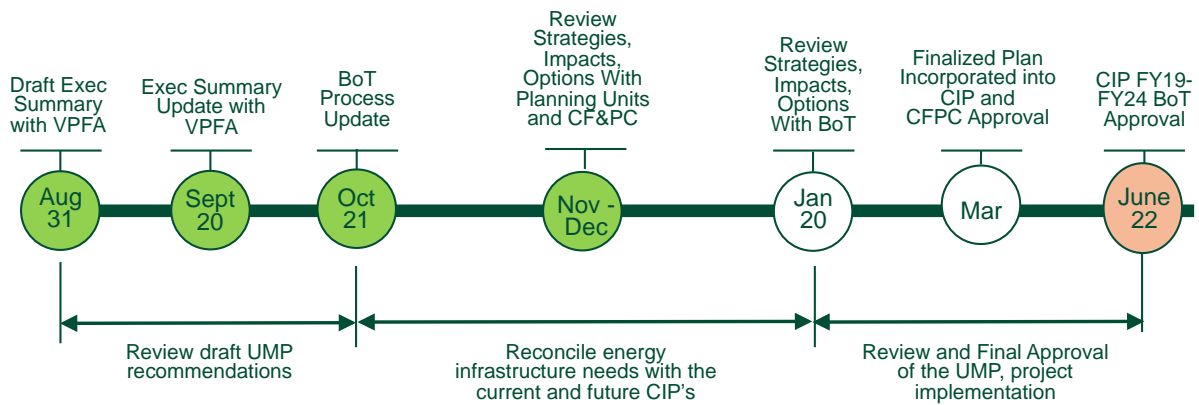 Draft Exec
Summary
with VPFA
Exec Summary
Update with
VPFA
BoT
Process
Update
Review
Strategies,
Impacts,
Options With
Planning Units
and CF&PC
Review
Strategies,
Impacts,
Options
With BoT
Finalized Plan
Incorporated into
CIP and
CFPC Approval
CIP FY19-
FY24 BoT
Approval
Aug
31
Sept
20
Oct
21
Nov -
Dec
Jan
20
Mar
June
22
Review draft UMP
recommendations
Reconcile energy
infrastructure needs with the
current and future CIP's
Review and Final Approval
of the UMP, project
implementation